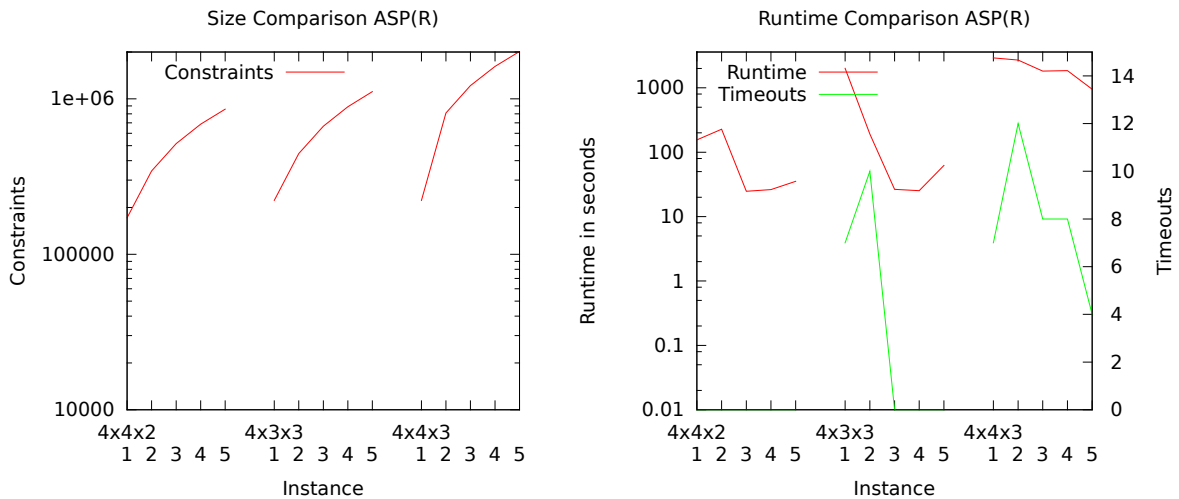 Size Comparison ASP(R)
Constraints
1e+06
100000
10000
Constraints
4x4x2 4x3x3 4x4x3
1 2 3 4 5 1 2 3 4 5 1 2 3 4 5
Instance
Runtime Comparison ASP(R)
Runtime
Timeouts
1000
100
10
1
0.1
0.01
Runtime in seconds
14
12
10
8
6
4
2
0
Timeouts
4x4x2 4x3x3 4x4x3
1 2 3 4 5 1 2 3 4 5 1 2 3 4 5
Instance